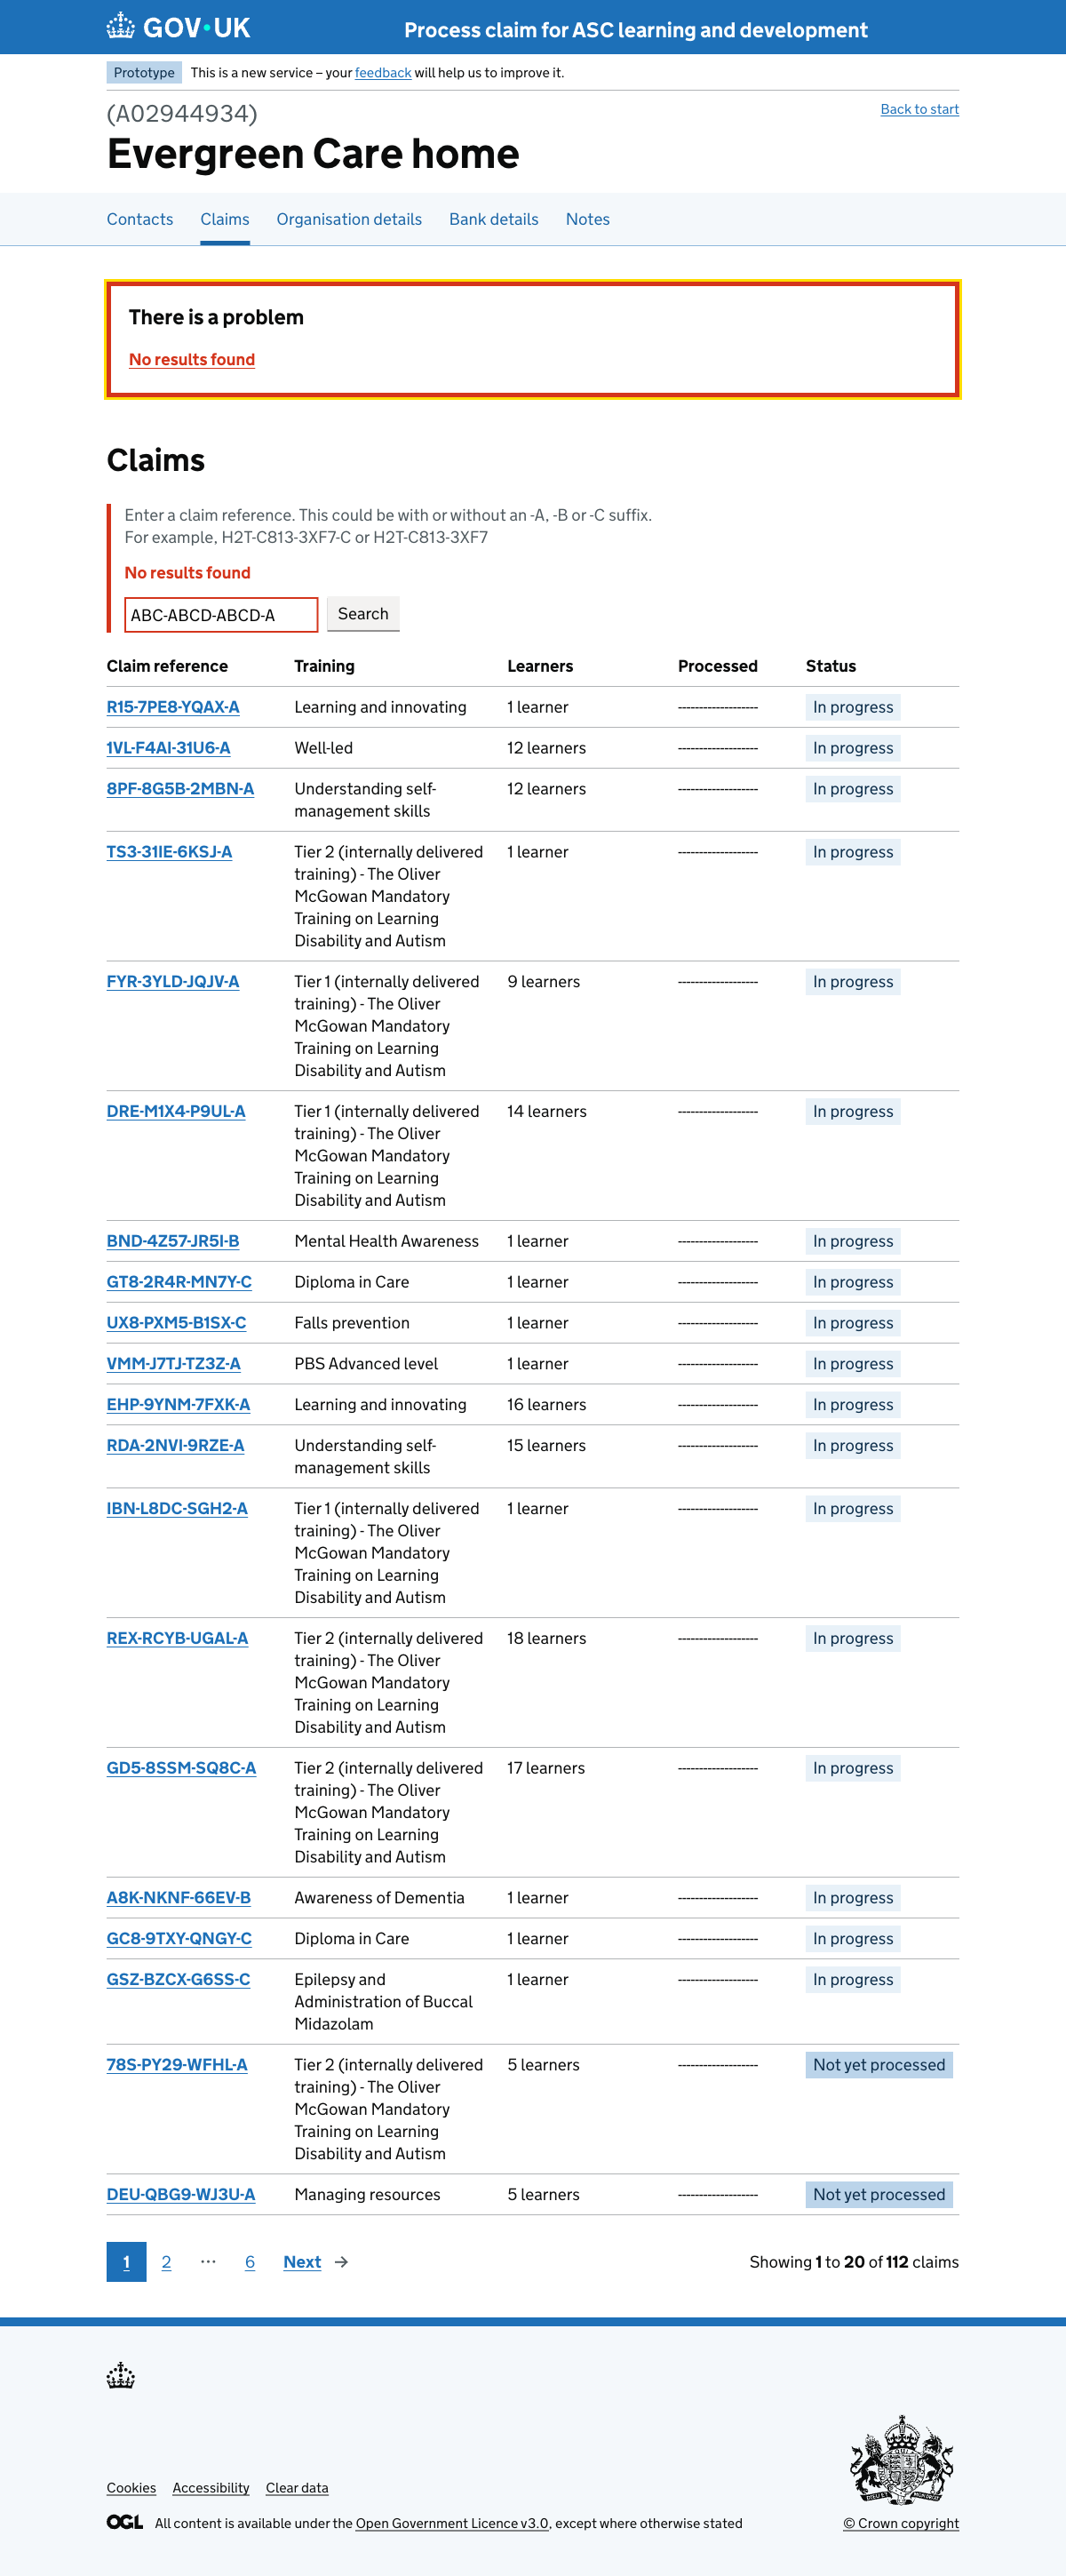 GOV·UK
Process claim for ASC learning and development
Prototype
This is a new service – your feedback will help us to improve it.
(A02944934)
Back to start
Evergreen Care home
Contacts Claims Organisation details Bank details Notes
There is a problem
No results found
Claims
Enter a claim reference. This could be with or without an -A, -B or -C suffix.
For example, H2T-C813-3XF7-C or H2T-C813-3XF7
No results found
ABC-ABCD-ABCD-A Search
Claim reference Training Learners Processed Status
R15-7PE8-YQAX-A Learning and innovating 1 learner ------------------- In progress
1VL-F4AI-31U6-A Well-led 12 learners ------------------- In progress
8PF-8G5B-2MBN-A Understanding self- 12 learners ------------------- In progress
management skills
TS3-31IE-6KSJ-A Tier 2 (internally delivered 1 learner ------------------- In progress
training) - The Oliver
McGowan Mandatory
Training on Learning
Disability and Autism
FYR-3YLD-JQJV-A Tier 1 (internally delivered 9 learners ------------------- In progress
training) - The Oliver
McGowan Mandatory
Training on Learning
Disability and Autism
DRE-M1X4-P9UL-A Tier 1 (internally delivered 14 learners ------------------- In progress
training) - The Oliver
McGowan Mandatory
Training on Learning
Disability and Autism
BND-4Z57-JR5I-B Mental Health Awareness 1 learner ------------------- In progress
GT8-2R4R-MN7Y-C Diploma in Care 1 learner ------------------- In progress
UX8-PXM5-B1SX-C Falls prevention 1 learner ------------------- In progress
VMM-J7TJ-TZ3Z-A PBS Advanced level 1 learner ------------------- In progress
EHP-9YNM-7FXK-A Learning and innovating 16 learners ------------------- In progress
RDA-2NVI-9RZE-A Understanding self- 15 learners ------------------- In progress
management skills
IBN-L8DC-SGH2-A Tier 1 (internally delivered 1 learner ------------------- In progress
training) - The Oliver
McGowan Mandatory
Training on Learning
Disability and Autism
REX-RCYB-UGAL-A Tier 2 (internally delivered 18 learners ------------------- In progress
training) - The Oliver
McGowan Mandatory
Training on Learning
Disability and Autism
GD5-8SSM-SQ8C-A Tier 2 (internally delivered 17 learners ------------------- In progress
training) - The Oliver
McGowan Mandatory
Training on Learning
Disability and Autism
A8K-NKNF-66EV-B Awareness of Dementia 1 learner ------------------- In progress
GC8-9TXY-QNGY-C Diploma in Care 1 learner ------------------- In progress
GSZ-BZCX-G6SS-C Epilepsy and 1 learner ------------------- In progress
Administration of Buccal
Midazolam
78S-PY29-WFHL-A Tier 2 (internally delivered 5 learners ------------------- Not yet processed
training) - The Oliver
McGowan Mandatory
Training on Learning
Disability and Autism
DEU-QBG9-WJ3U-A Managing resources 5 learners ------------------- Not yet processed
1 2 ⋯ 6 Next → Showing 1 to 20 of 112 claims
Cookies Accessibility Clear data
OGL All content is available under the Open Government Licence v3.0, except where otherwise stated
© Crown copyright